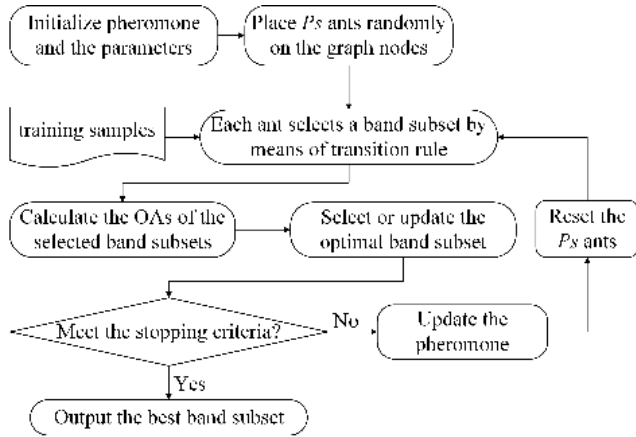 Initialize pheromone
and the parameters
Place Ps ants randomly
on the graph nodes
training samples
Each ant selects a band subset by
means of transition rule
Calculate the OAs of the
selected band subsets
Select or update the
optimal band subset
Reset the
Ps ants
Meet the stopping criteria?
No
Update the
pheromone
Yes
Output the best band subset